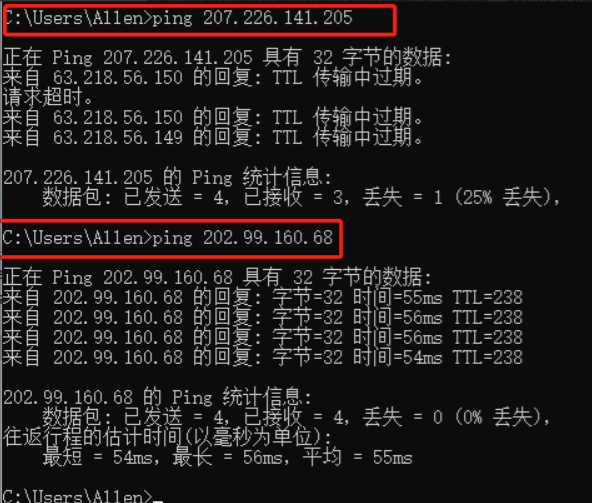 C:\Users\Allen>ping 207.226.141.205
正在 Ping 207.226.141.205 具有 32 字节的数据:
来自 63.218.56.150 的回复: TTL 传输中过期。
请求超时。
来自 63.218.56.150 的回复: TTL 传输中过期。
来自 63.218.56.149 的回复: TTL 传输中过期。
207.226.141.205 的 Ping 统计信息:
数据包: 已发送 = 4, 已接收 = 3, 丢失 = 1 (25% 丢失),
C:\Users\Allen>ping 202.99.160.68
正在 Ping 202.99.160.68 具有 32 字节的数据:
来自 202.99.160.68 的回复: 字节=32 时间=55ms TTL=238
来自 202.99.160.68 的回复: 字节=32 时间=56ms TTL=238
来自 202.99.160.68 的回复: 字节=32 时间=56ms TTL=238
来自 202.99.160.68 的回复: 字节=32 时间=54ms TTL=238
202.99.160.68 的 Ping 统计信息:
数据包: 已发送 = 4, 已接收 = 4, 丢失 = 0 (0% 丢失),
往返行程的估计时间(以毫秒为单位):
最短 = 54ms, 最长 = 56ms, 平均 = 55ms
C:\Users\Allen>_